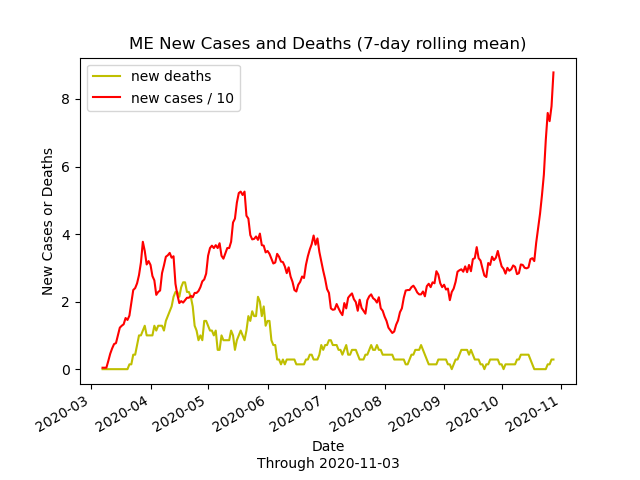 ME New Cases and Deaths (7-day rolling mean)
new deaths
new cases / 10
New Cases or Deaths
8
6
4
2
0
2020-03
2020-04
2020-05
2020-06
2020-07
2020-08
2020-09
2020-10
2020-11
Date
Through 2020-11-03